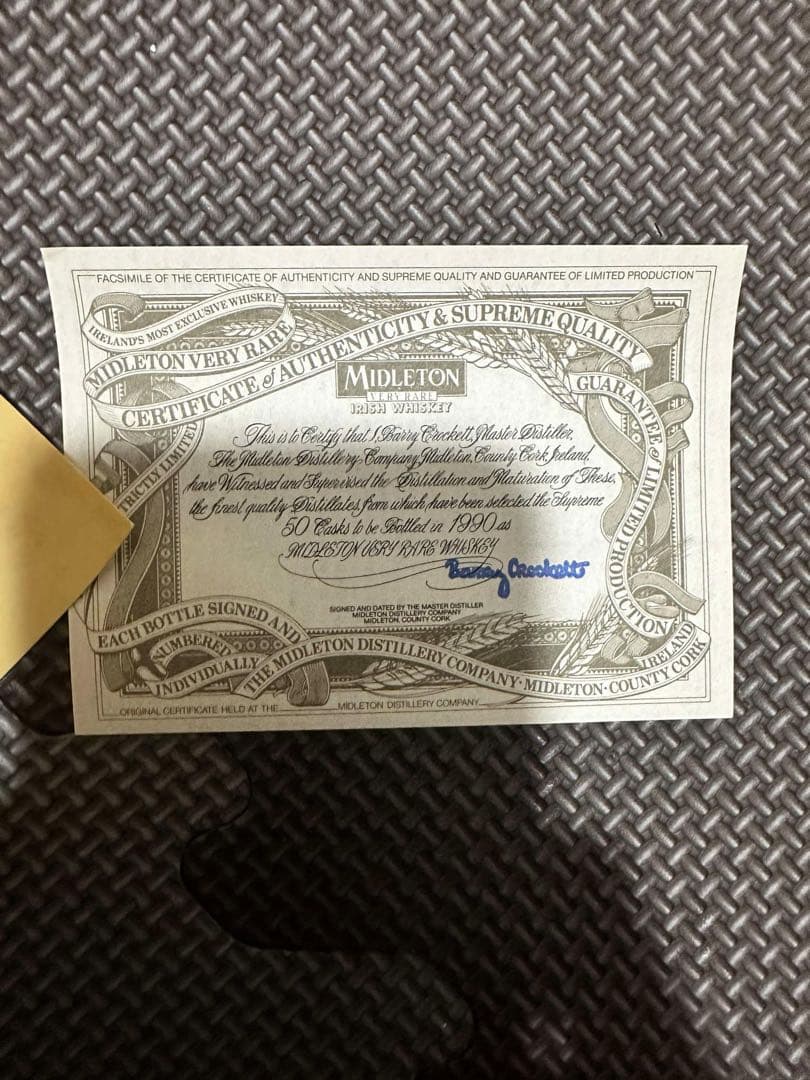 FACSIMILE OF THE CERTIFICATE OF AUTHENTICITY AND SUPREME QUALITY AND GUARANTEE OF LIMITED PRODUCTION
IRELAND'S MOST EXCLUSIVE WHISKEY
MIDLETON VERY RARE
CERTIFICATE of AUTHENTICITY & SUPREME QUALITY
GUARANTEE of LIMITED PRODUCTION
STRICTLY LIMITED
MIDLETON
VERY RARE
IRISH WHISKEY
This is to Certify that I, Barry Crockett, Master Distiller,
The Midleton Distillery Company, Midleton, County Cork, Ireland
have Witnessed and Supervised the Distillation and Maturation of These,
the finest quality Distillates, from which have been selected the Supreme
50 Casks to be Bottled in 1990 as
MIDLETON VERY RARE WHISKEY
Barry Crockett
SIGNED AND DATED BY THE MASTER DISTILLER
MIDLETON DISTILLERY COMPANY
MIDLETON, COUNTY CORK
EACH BOTTLE SIGNED AND
NUMBERED
INDIVIDUALLY
THE MIDLETON DISTILLERY COMPANY · MIDLETON · COUNTY CORK
IRELAND
ORIGINAL CERTIFICATE HELD AT THE MIDLETON DISTILLERY COMPANY